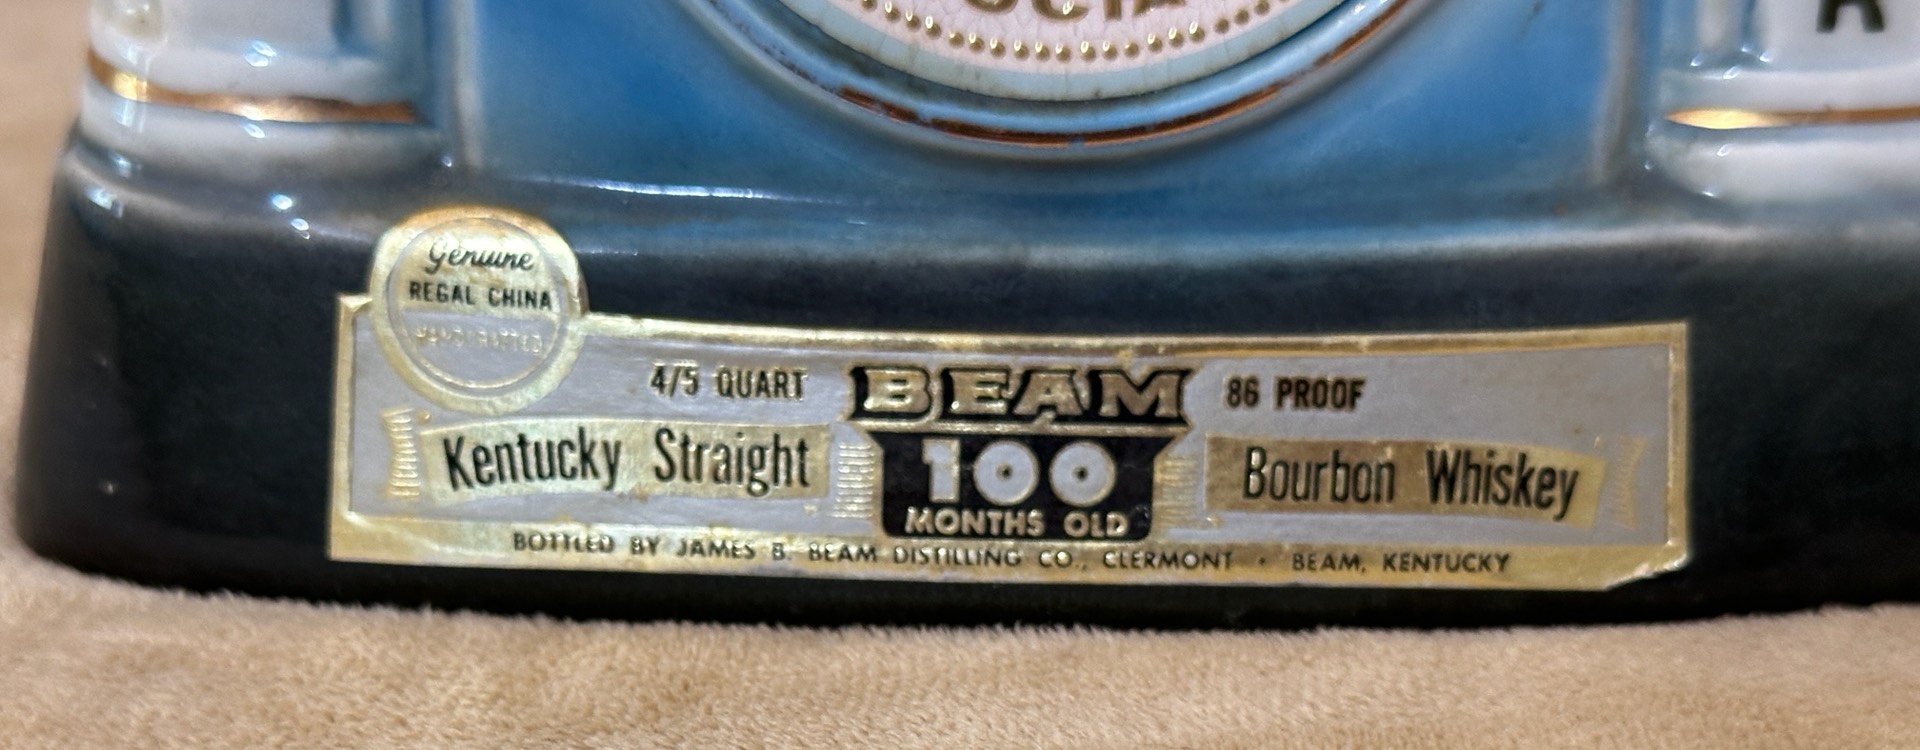 Genuine
REGAL CHINA
HANDCRAFTED
4/5 QUART
BEAM
86 PROOF
Kentucky Straight
100
Bourbon Whiskey
MONTHS OLD
BOTTLED BY JAMES B. BEAM DISTILLING CO., CLERMONT · BEAM, KENTUCKY